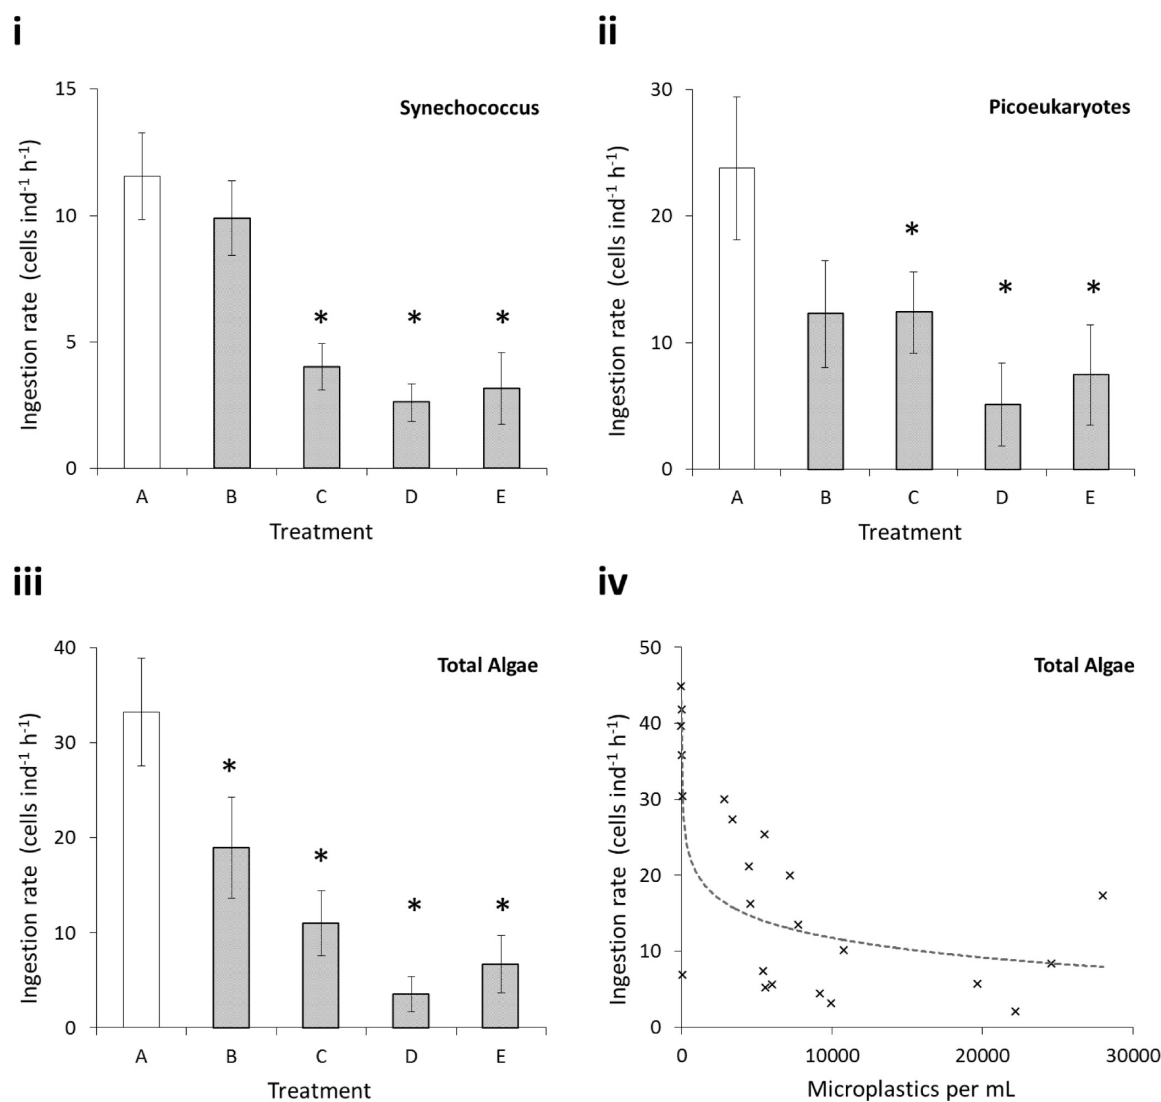 i
Synechococcus
Ingestion rate (cells ind⁻¹ h⁻¹)
15
10
5
0
*
*
*
A B C D E
Treatment
ii
Picoeukaryotes
Ingestion rate (cells ind⁻¹ h⁻¹)
30
20
10
0
*
*
*
A B C D E
Treatment
iii
Total Algae
Ingestion rate (cells ind⁻¹ h⁻¹)
40
30
20
10
0
*
*
*
*
A B C D E
Treatment
iv
Total Algae
Ingestion rate (cells ind⁻¹ h⁻¹)
50
40
30
20
10
0
0 10000 20000 30000
Microplastics per mL